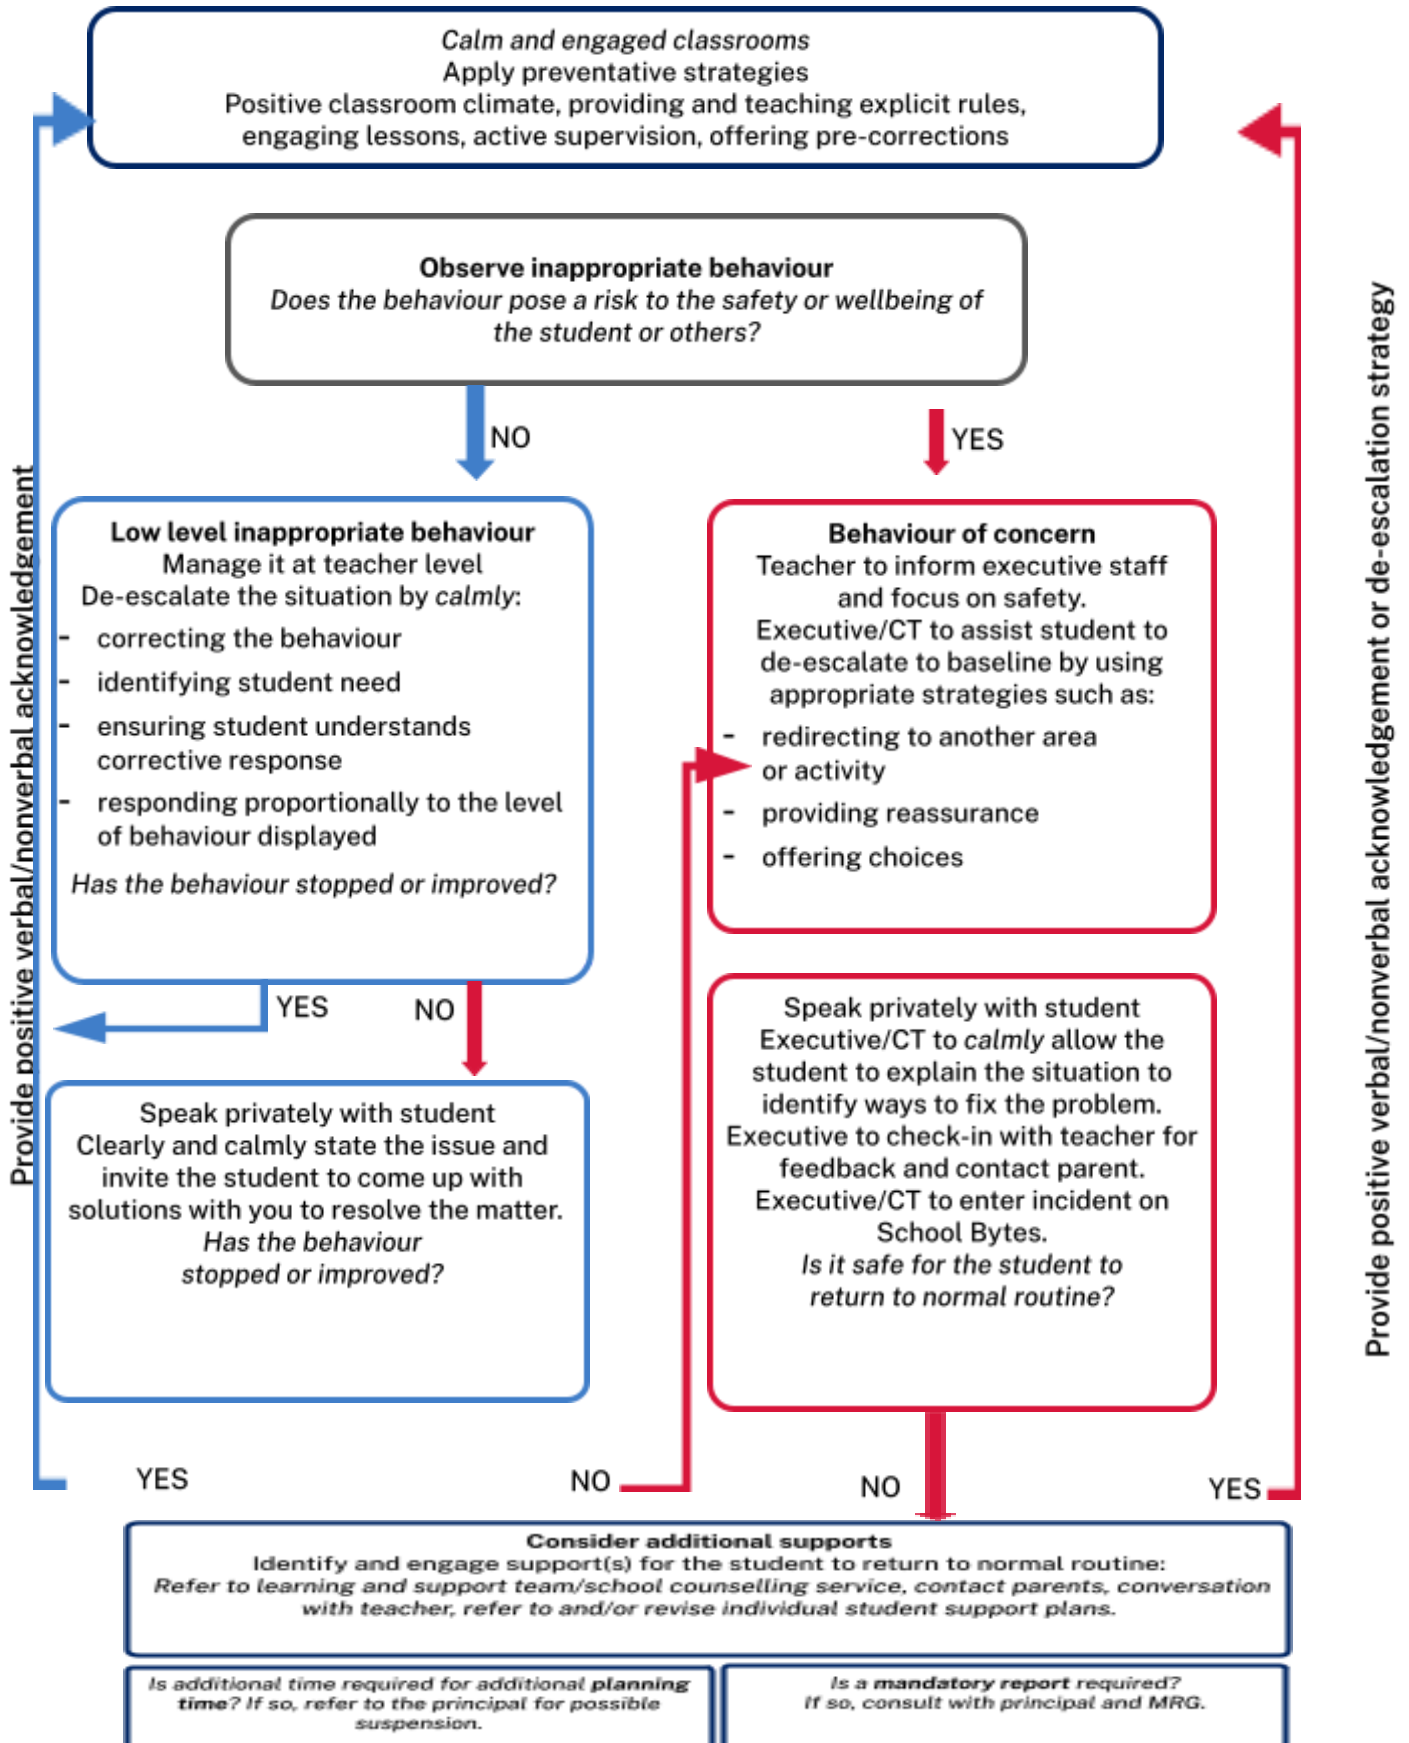 Calm and engaged classrooms
Apply preventative strategies
Positive classroom climate, providing and teaching explicit rules,
engaging lessons, active supervision, offering pre-corrections
Observe inappropriate behaviour
Does the behaviour pose a risk to the safety or wellbeing of
the student or others?
NO
YES
Low level inappropriate behaviour
Manage it at teacher level
De-escalate the situation by calmly:
- correcting the behaviour
- identifying student need
- ensuring student understands
corrective response
- responding proportionally to the level
of behaviour displayed
Has the behaviour stopped or improved?
YES
NO
Speak privately with student
Clearly and calmly state the issue and
invite the student to come up with
solutions with you to resolve the matter.
Has the behaviour
stopped or improved?
YES
NO
Provide positive verbal/nonverbal acknowledgement
Behaviour of concern
Teacher to inform executive staff
and focus on safety.
Executive/CT to assist student to
de-escalate to baseline by using
appropriate strategies such as:
- redirecting to another area
or activity
- providing reassurance
- offering choices
Speak privately with student
Executive/CT to calmly allow the
student to explain the situation to
identify ways to fix the problem.
Executive to check-in with teacher for
feedback and contact parent.
Executive/CT to enter incident on
School Bytes.
Is it safe for the student to
return to normal routine?
NO
YES
Provide positive verbal/nonverbal acknowledgement or de-escalation strategy
Consider additional supports
Identify and engage support(s) for the student to return to normal routine:
Refer to learning and support team/school counselling service, contact parents, conversation
with teacher, refer to and/or revise individual student support plans.
Is additional time required for additional planning
time? If so, refer to the principal for possible
suspension.
Is a mandatory report required?
If so, consult with principal and MRG.